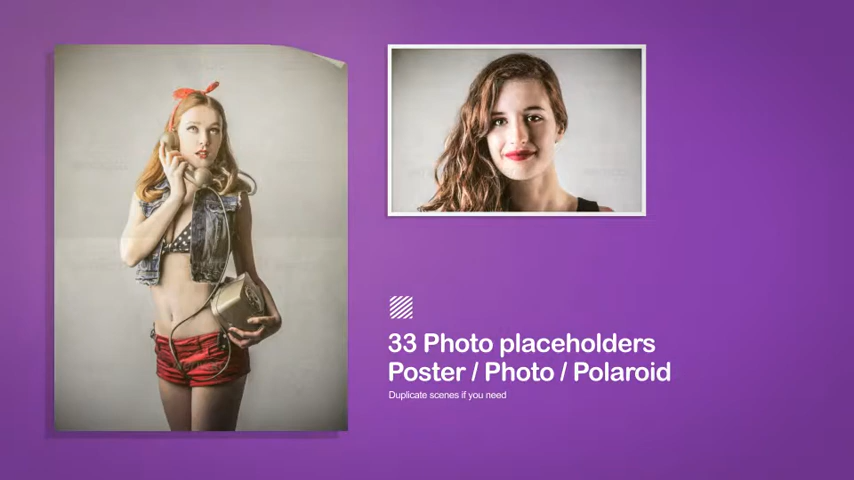 33 Photo placeholders
Poster / Photo / Polaroid
Duplicate scenes if you need